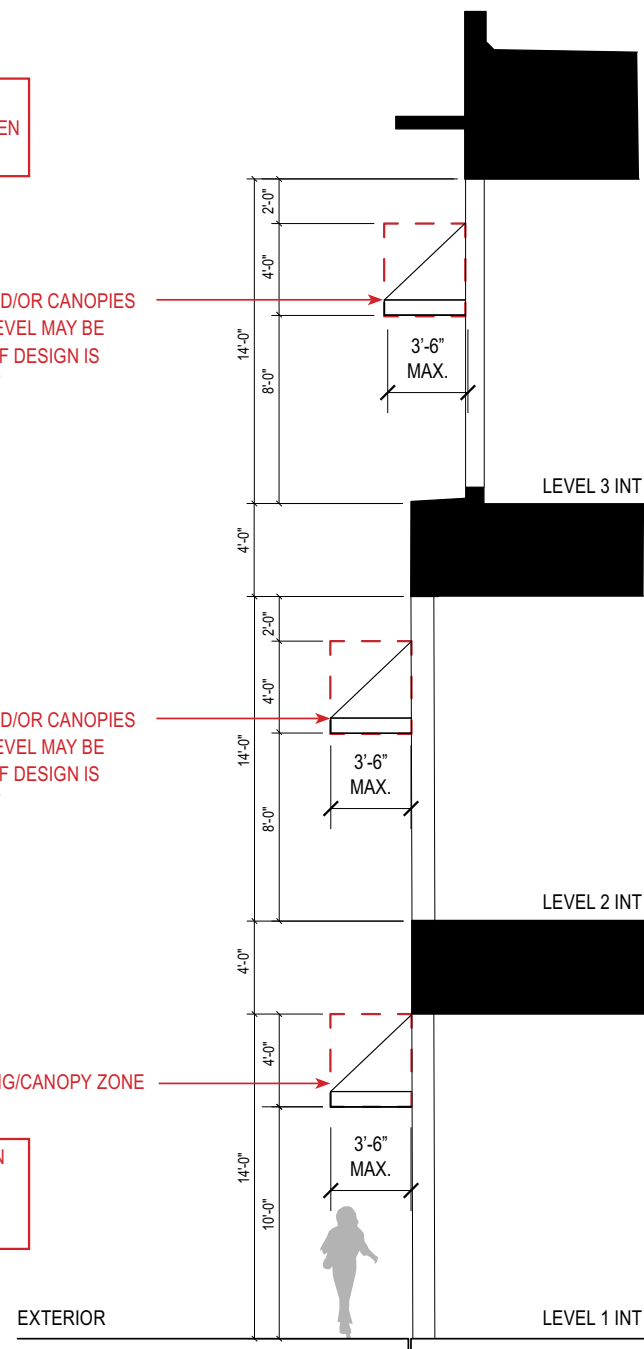 EN
2'-0"
4'-0"
D/OR CANOPIES
EVEL MAY BE
F DESIGN IS
14'-0"
8'-0"
3'-6"
MAX.
LEVEL 3 INT
4'-0"
2'-0"
4'-0"
D/OR CANOPIES
EVEL MAY BE
F DESIGN IS
14'-0"
8'-0"
3'-6"
MAX.
LEVEL 2 INT
4'-0"
4'-0"
NG/CANOPY ZONE
N
14'-0"
10'-0"
3'-6"
MAX.
EXTERIOR
LEVEL 1 INT